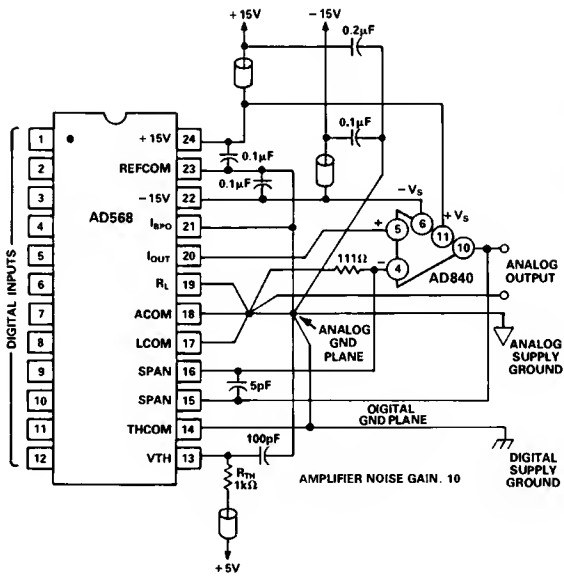 +15V
-15V
0.2μF
0.1μF
DIGITAL INPUTS
1
2
3
4
5
6
7
8
9
10
11
12
AD568
+15V 24
REFCOM 23
-15V 22
IBPO 21
IOUT 20
RL 19
ACOM 18
LCOM 17
SPAN 16
SPAN 15
THCOM 14
VTH 13
0.1μF
0.1μF
-VS
+VS
+ 5
6
11
10
- 4
AD840
111Ω
ANALOG
OUTPUT
ANALOG
GND
PLANE
ANALOG
SUPPLY
GROUND
5pF
DIGITAL
GND PLANE
100pF
RTH
1kΩ
+5V
AMPLIFIER NOISE GAIN. 10
DIGITAL
SUPPLY
GROUND